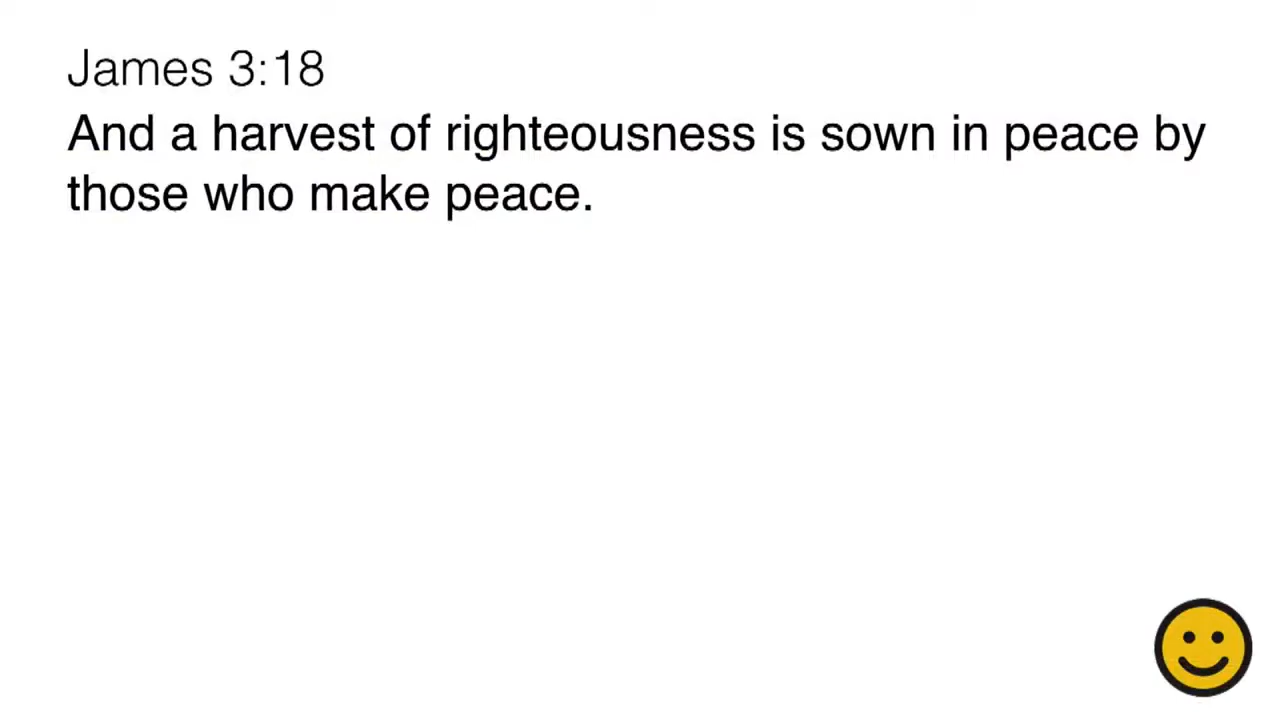 James 3:18
And a harvest of righteousness is sown in peace by
those who make peace.